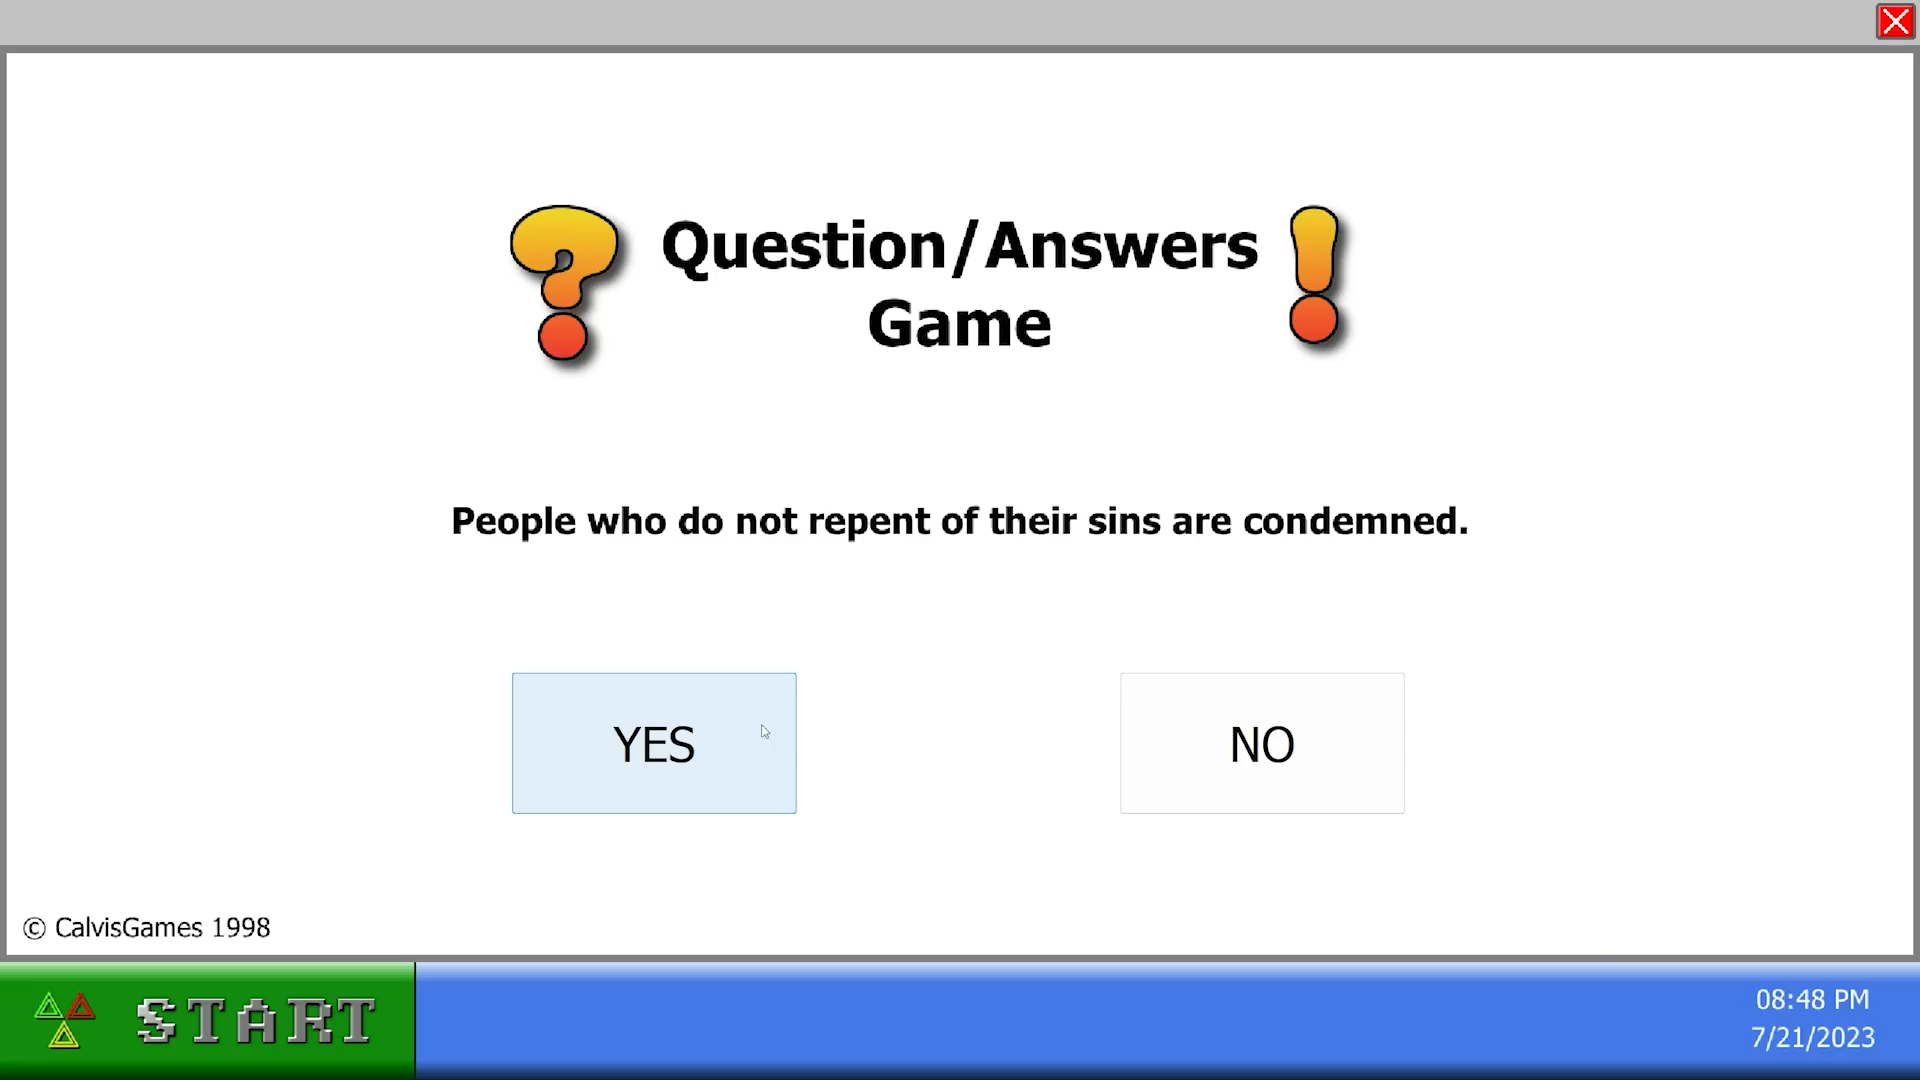 Question/Answers
Game
People who do not repent of their sins are condemned.
YES
NO
© CalvisGames 1998
START
08:48 PM
7/21/2023